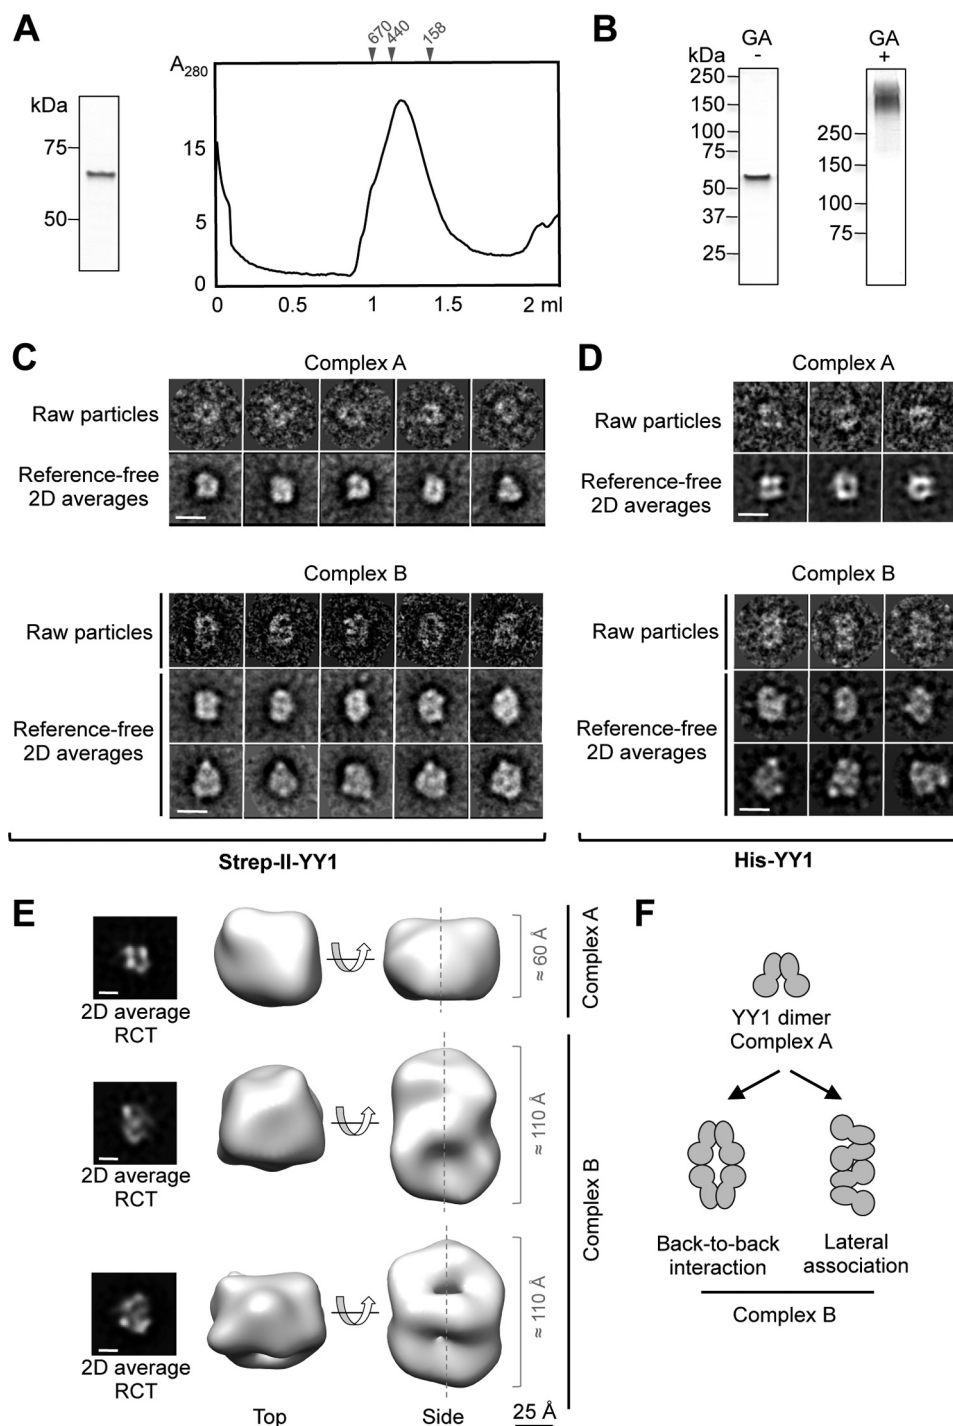 A
kDa
75
50
670
440
158
A280
15
5
0
0
0.5
1
1.5
2 ml
B
GA
-
GA
+
kDa
250
150
100
75
50
37
25
250
150
100
75
C
Complex A
Raw particles
Reference-free
2D averages
Complex B
Raw particles
Reference-free
2D averages
Strep-II-YY1
D
Complex A
Raw particles
Reference-free
2D averages
Complex B
Raw particles
Reference-free
2D averages
His-YY1
E
2D average
RCT
≈ 60 Å
Complex A
2D average
RCT
≈ 110 Å
2D average
RCT
≈ 110 Å
Complex B
Top
Side
25 Å
F
YY1 dimer
Complex A
Back-to-back
interaction
Lateral
association
Complex B